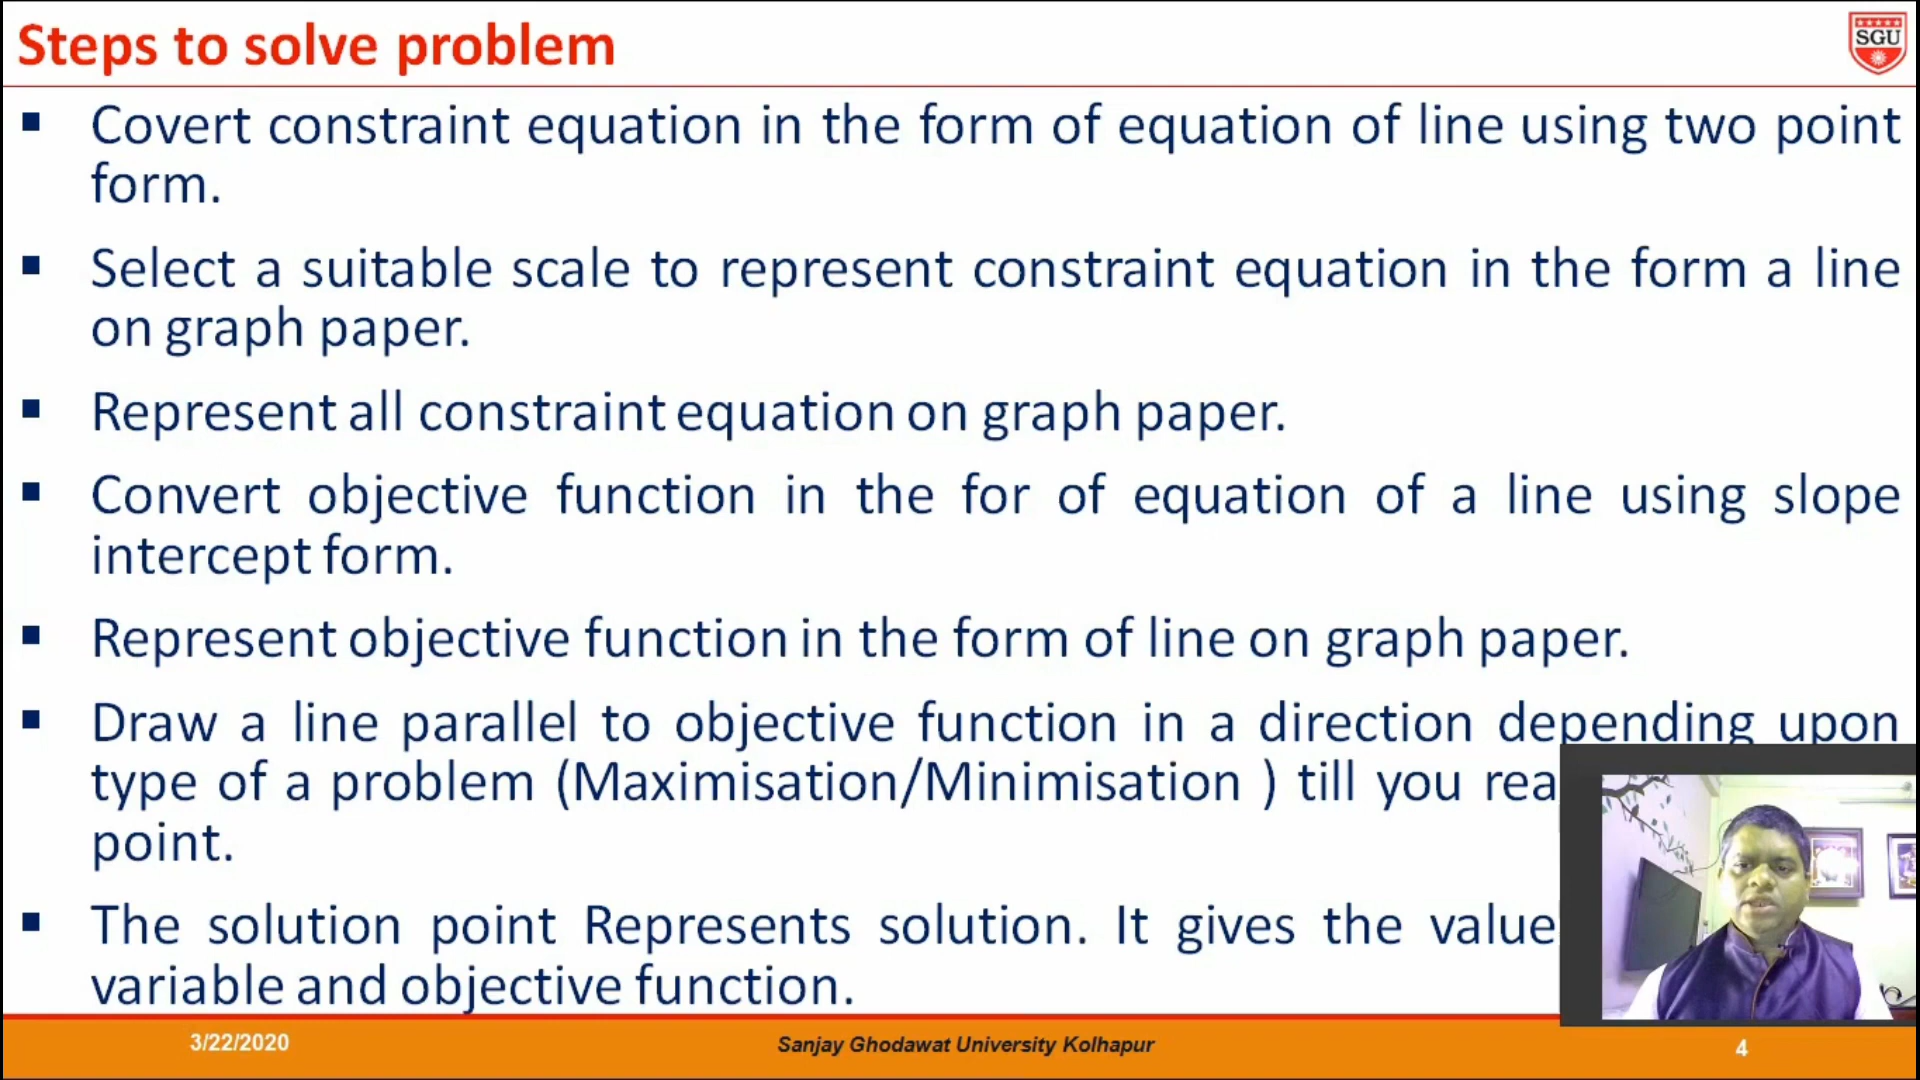 Steps to solve problem
SGU
Covert constraint equation in the form of equation of line using two point
form.
Select a suitable scale to represent constraint equation in the form a line
on graph paper.
Represent all constraint equation on graph paper.
Convert objective function in the for of equation of a line using slope
intercept form.
Represent objective function in the form of line on graph paper.
Draw a line parallel to objective function in a direction depending upon
type of a problem (Maximisation/Minimisation ) till you
point.
The solution point Represents solution. It gives the value
variable and objective function.
3/22/2020
Sanjay Ghodawat University Kolhapur
4